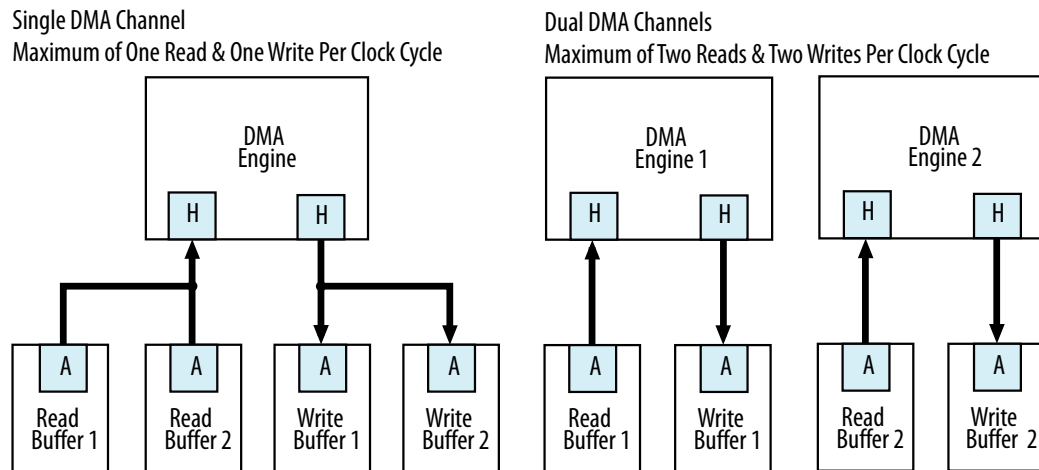 Single DMA Channel
Maximum of One Read & One Write Per Clock Cycle
DMA
Engine
H
H
A
A
A
A
Read
Buffer 1
Read
Buffer 2
Write
Buffer 1
Write
Buffer 2
Dual DMA Channels
Maximum of Two Reads & Two Writes Per Clock Cycle
DMA
Engine 1
H
H
A
A
Read
Buffer 1
Write
Buffer 1
DMA
Engine 2
H
H
A
A
Read
Buffer 2
Write
Buffer 2